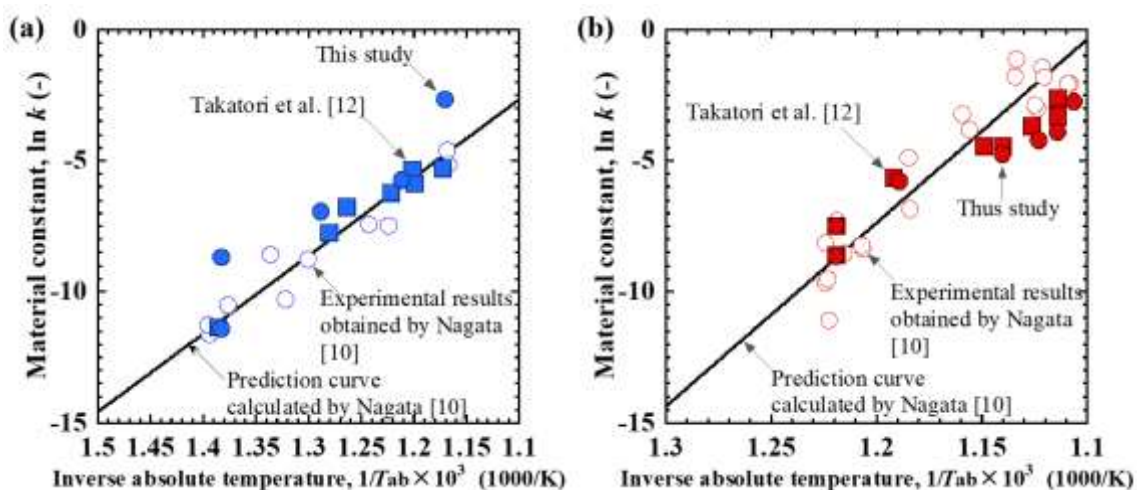 (a)
Material constant, ln k (-)
0
-5
-10
-15
This study
Takatori et al. [12]
Experimental results
obtained by Nagata
[10]
Prediction curve
calculated by Nagata [10]
1.5 1.45 1.4 1.35 1.3 1.25 1.2 1.15 1.1
Inverse absolute temperature, 1/Tab×10³ (1000/K)
(b)
Material constant, ln k (-)
0
-5
-10
-15
Takatori et al. [12]
Thus study
Experimental results
obtained by Nagata
[10]
Prediction curve
calculated by Nagata [10]
1.3 1.25 1.2 1.15 1.1
Inverse absolute temperature, 1/Tab×10³ (1000/K)